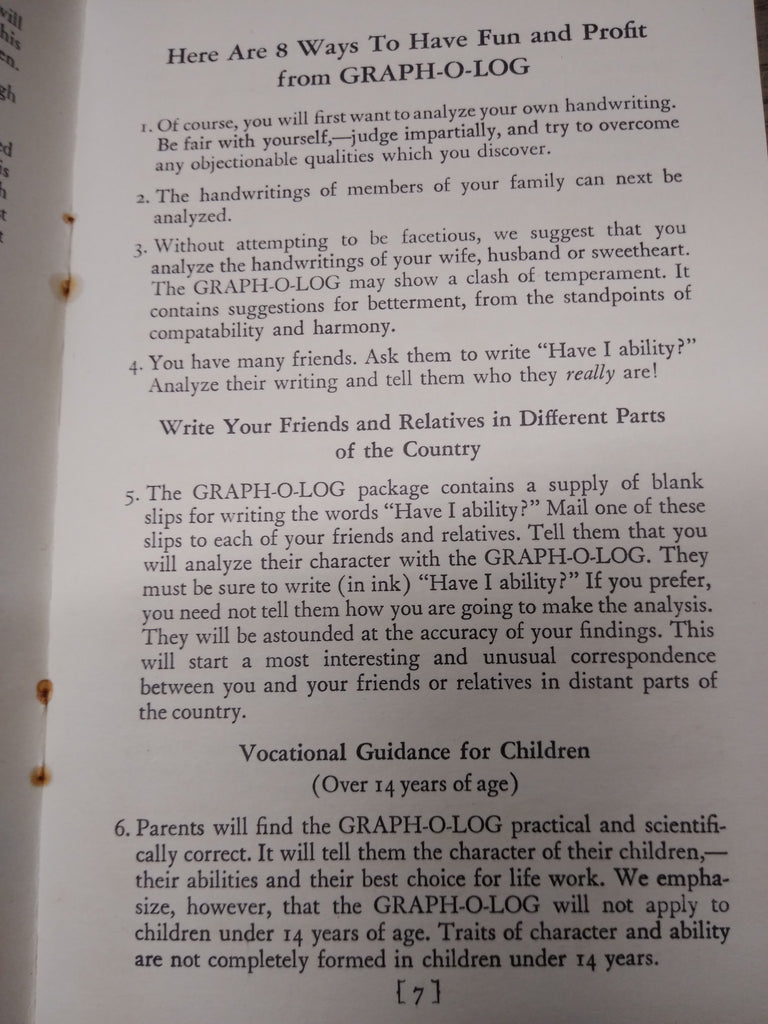 will
his
en.
gh
ed
is
h
t
t
Here Are 8 Ways To Have Fun and Profit
from GRAPH-O-LOG
1. Of course, you will first want to analyze your own handwriting.
Be fair with yourself,—judge impartially, and try to overcome
any objectionable qualities which you discover.
2. The handwritings of members of your family can next be
analyzed.
3. Without attempting to be facetious, we suggest that you
analyze the handwritings of your wife, husband or sweetheart.
The GRAPH-O-LOG may show a clash of temperament. It
contains suggestions for betterment, from the standpoints of
compatability and harmony.
4. You have many friends. Ask them to write “Have I ability?”
Analyze their writing and tell them who they really are!
Write Your Friends and Relatives in Different Parts
of the Country
5. The GRAPH-O-LOG package contains a supply of blank
slips for writing the words “Have I ability?” Mail one of these
slips to each of your friends and relatives. Tell them that you
will analyze their character with the GRAPH-O-LOG. They
must be sure to write (in ink) “Have I ability?” If you prefer,
you need not tell them how you are going to make the analysis.
They will be astounded at the accuracy of your findings. This
will start a most interesting and unusual correspondence
between you and your friends or relatives in distant parts of
the country.
Vocational Guidance for Children
(Over 14 years of age)
6. Parents will find the GRAPH-O-LOG practical and scientifi-
cally correct. It will tell them the character of their children,—
their abilities and their best choice for life work. We empha-
size, however, that the GRAPH-O-LOG will not apply to
children under 14 years of age. Traits of character and ability
are not completely formed in children under 14 years.
[7]